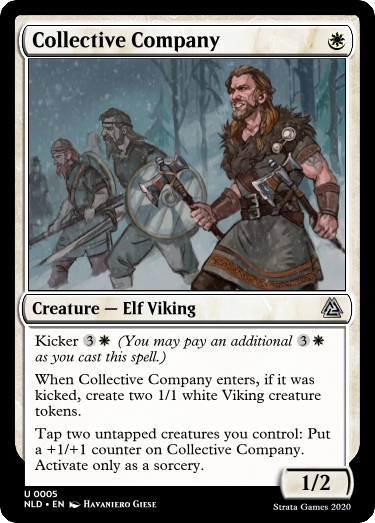 Collective Company
Creature — Elf Viking
Kicker 3 (You may pay an additional 3
as you cast this spell.)
When Collective Company enters, if it was
kicked, create two 1/1 white Viking creature
tokens.
Tap two untapped creatures you control: Put
a +1/+1 counter on Collective Company.
Activate only as a sorcery.
1/2
U 0005
NLD • EN Havaniero Giese
Strata Games 2020